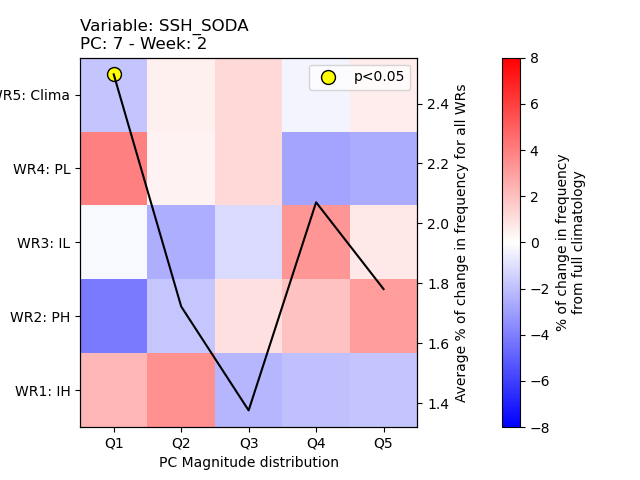 Variable: SSH_SODA
PC: 7 - Week: 2
p<0.05
WR5: Clima
WR4: PL
WR3: IL
WR2: PH
WR1: IH
Q1 Q2 Q3 Q4 Q5
PC Magnitude distribution
2.4
2.2
2.0
1.8
1.6
1.4
Average % of change in frequency for all WRs
8
6
4
2
0
−2
−4
−6
−8
% of change in frequency
from full climatology